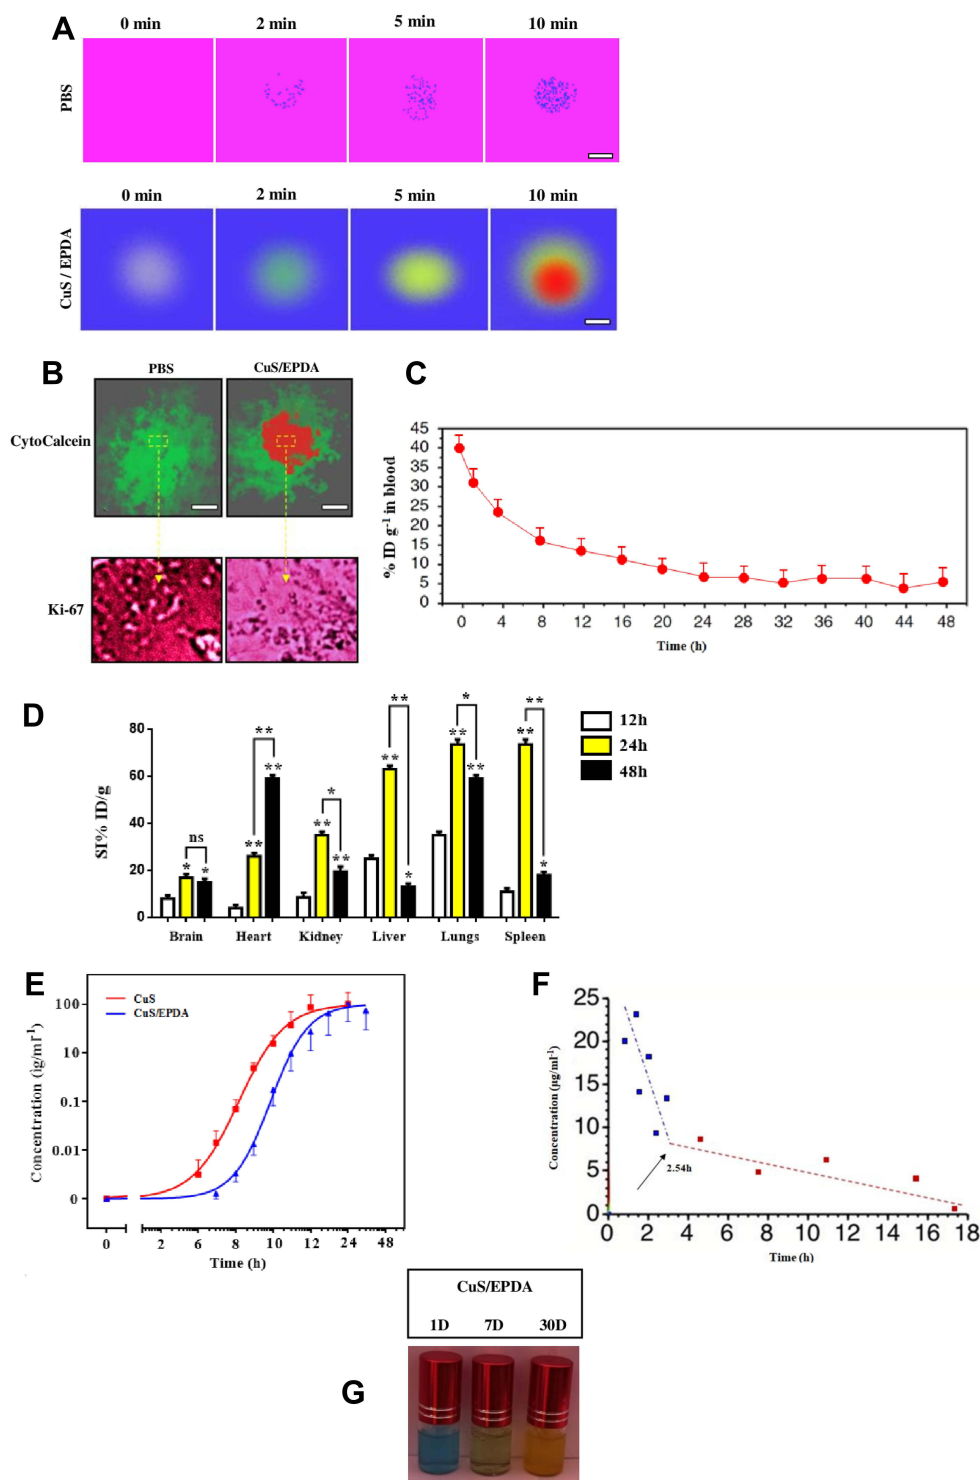 A
0 min 2 min 5 min 10 min
PBS
0 min 2 min 5 min 10 min
CuS / EPDA
B
PBS CuS/EPDA
CytoCalcein
Ki-67
C
45
40
35
30
25
20
15
10
5
0
% ID g-1 in blood
0 4 8 12 16 20 24 28 32 36 40 44 48
Time (h)
D
80
60
40
20
0
SI% ID/g
ns
* * ** ** ** ** ** * ** * ** ** ** * ** * **
Brain Heart Kidney Liver Lungs Spleen
12h
24h
48h
E
CuS
CuS/EPDA
100
10
0.1
0.01
0
Concentration (ig/ml1)
0 2 6 8 10 12 24 48
Time (h)
F
25
20
15
10
5
0
Concentration (µg/ml-1)
2.54h
0 2 4 6 8 10 12 14 16 18
Time (h)
CuS/EPDA
1D 7D 30D
G